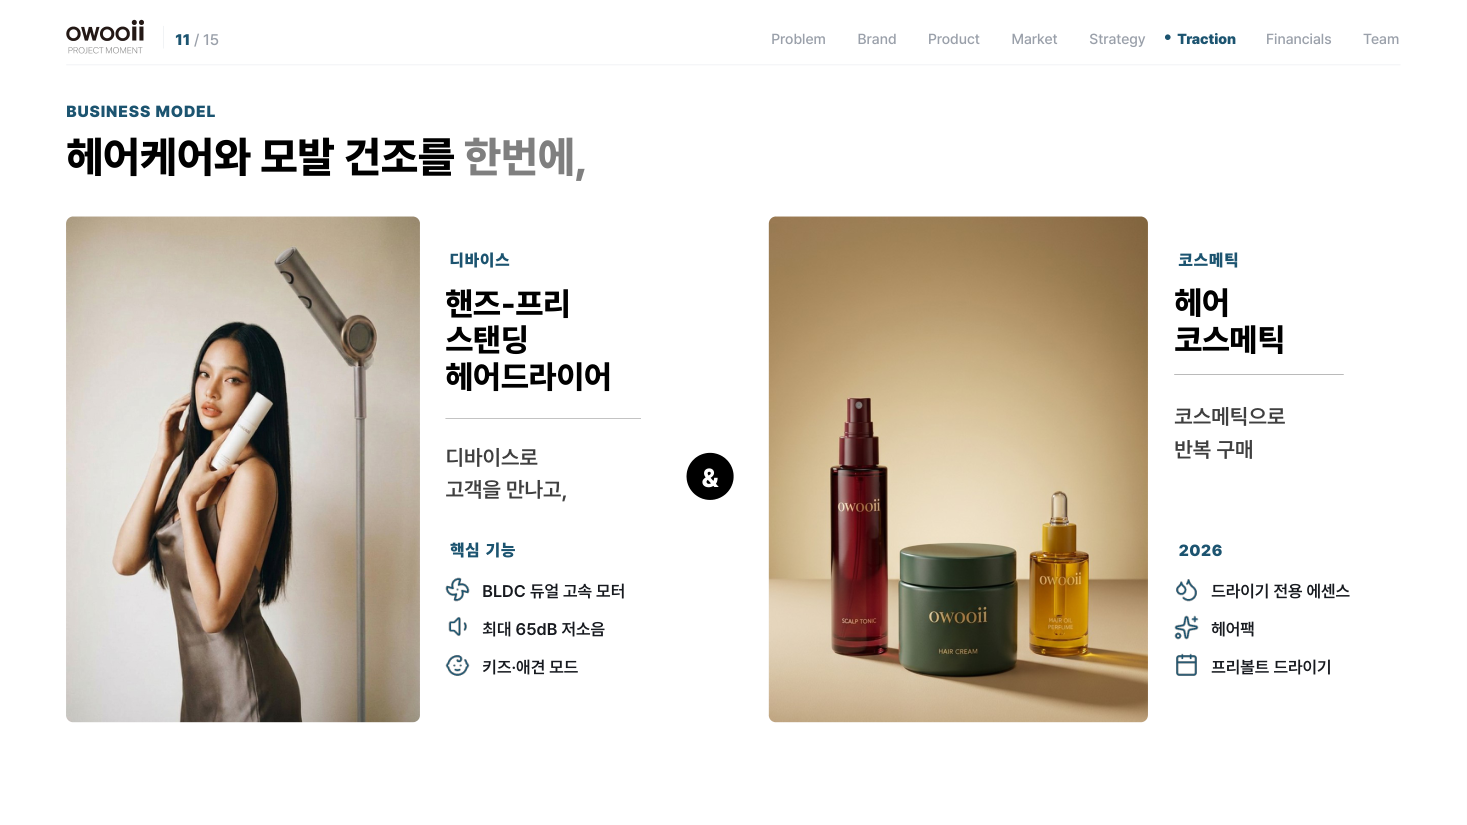 owooii
PROJECT MOMENT
11 / 15
Problem Brand Product Market Strategy • Traction Financials Team
BUSINESS MODEL
헤어케어와 모발 건조를 한번에,
디바이스
핸즈-프리
스탠딩
헤어드라이어
디바이스로
고객을 만나고,
핵심 기능
BLDC 듀얼 고속 모터
최대 65dB 저소음
키즈·애견 모드
&
owooii
SCALP TONIC
owooii
HAIR CREAM
owooii
HAIR OIL
PERFUME
코스메틱
헤어
코스메틱
코스메틱으로
반복 구매
2026
드라이기 전용 에센스
헤어팩
프리볼트 드라이기